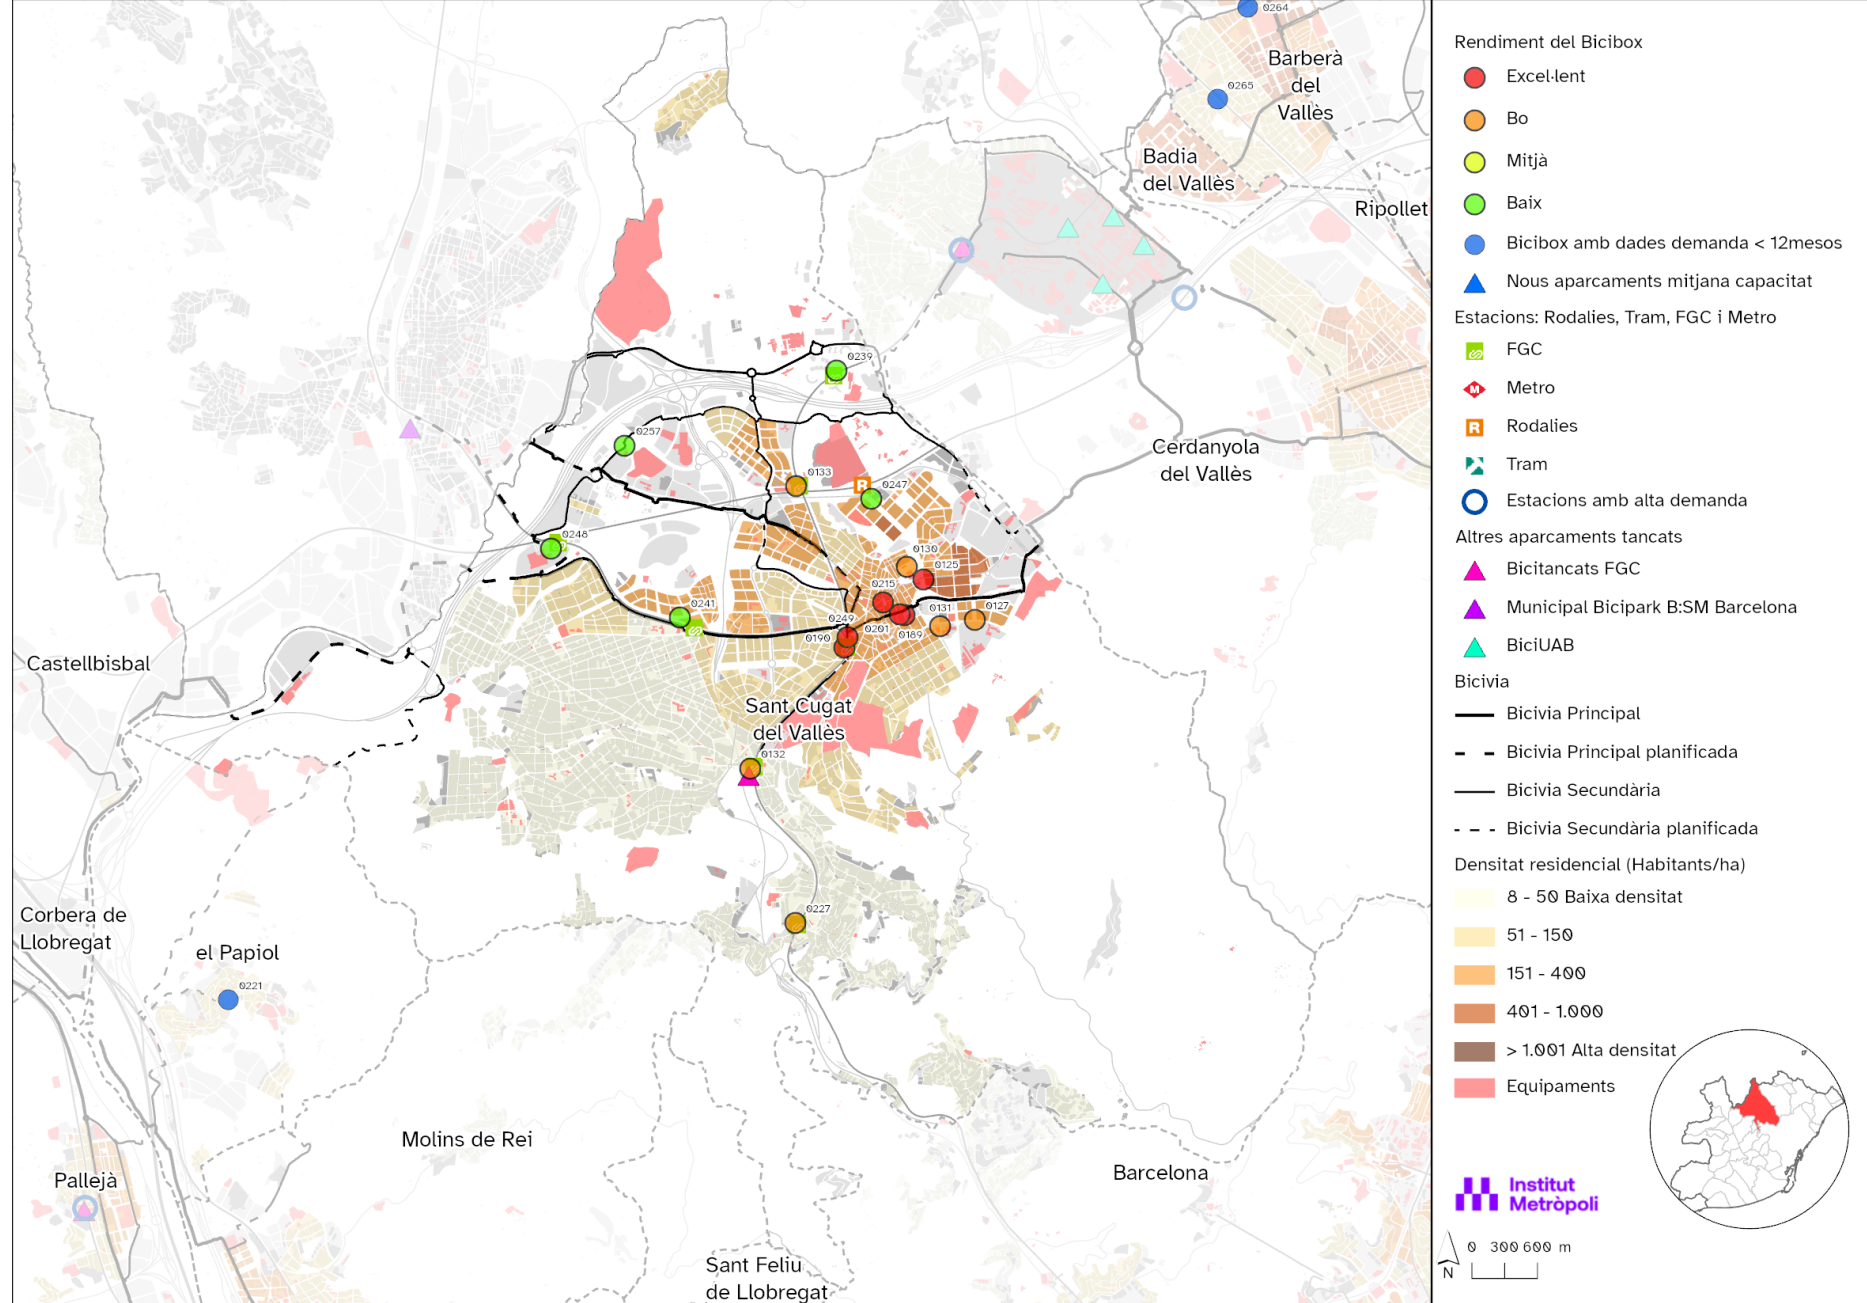 0264
Barberà
del
Vallès
0265
Badia
del Vallès
Ripollet
0239
0257
Cerdanyola
del Vallès
0133
R
0247
0248
0130
0125
0215
0241
0131
0127
0249
0201
0190
0189
Castellbisbal
Sant Cugat
del Vallès
0132
Corbera de
Llobregat
0227
el Papiol
0221
Molins de Rei
Barcelona
Pallejà
Sant Feliu
de Llobregat
Rendiment del Bicibox
Excel·lent
Bo
Mitjà
Baix
Bicibox amb dades demanda < 12mesos
Nous aparcaments mitjana capacitat
Estacions: Rodalies, Tram, FGC i Metro
FGC
M Metro
R Rodalies
Tram
Estacions amb alta demanda
Altres aparcaments tancats
Bicitancats FGC
Municipal Bicipark B:SM Barcelona
BiciUAB
Bicivia
Bicivia Principal
Bicivia Principal planificada
Bicivia Secundària
Bicivia Secundària planificada
Densitat residencial (Habitants/ha)
8 - 50 Baixa densitat
51 - 150
151 - 400
401 - 1.000
> 1.001 Alta densitat
Equipaments
Institut
Metròpoli
N
0 300 600 m